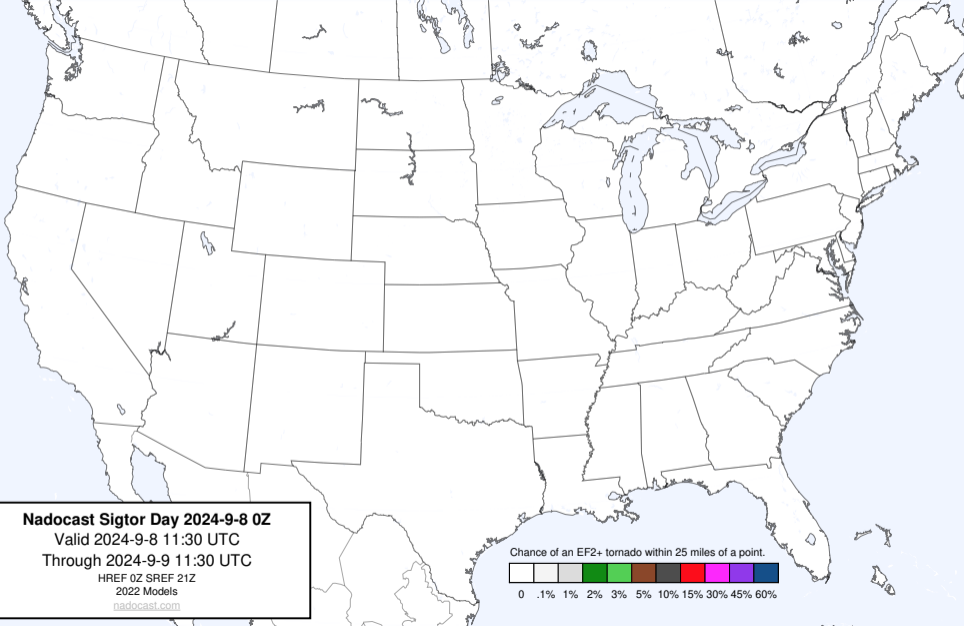 Nadocast Sigtor Day 2024-9-8 0Z
Valid 2024-9-8 11:30 UTC
Through 2024-9-9 11:30 UTC
HREF 0Z SREF 21Z
2022 Models
nadocast.com
Chance of an EF2+ tornado within 25 miles of a point.
0 .1% 1% 2% 3% 5% 10% 15% 30% 45% 60%